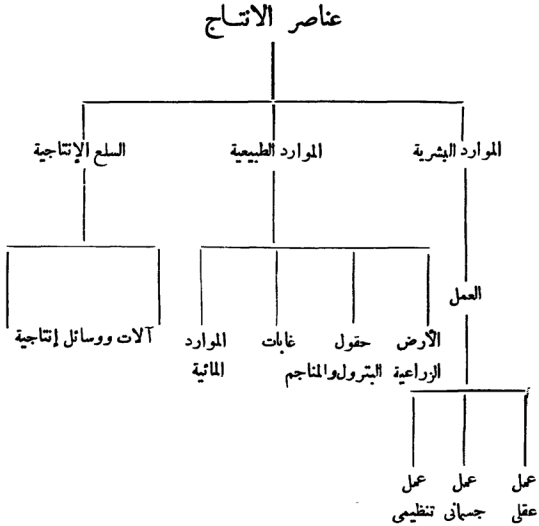 عناصر الانتاج
الموارد البشرية
الموارد الطبيعية
السلع الإنتاجية
العمل
الأرض الزراعية
حقول البترول والمناجم
غابات
الموارد المائية
آلات ووسائل إنتاجية
عمل عقلى
عمل جسمانى
عمل تنظيمى